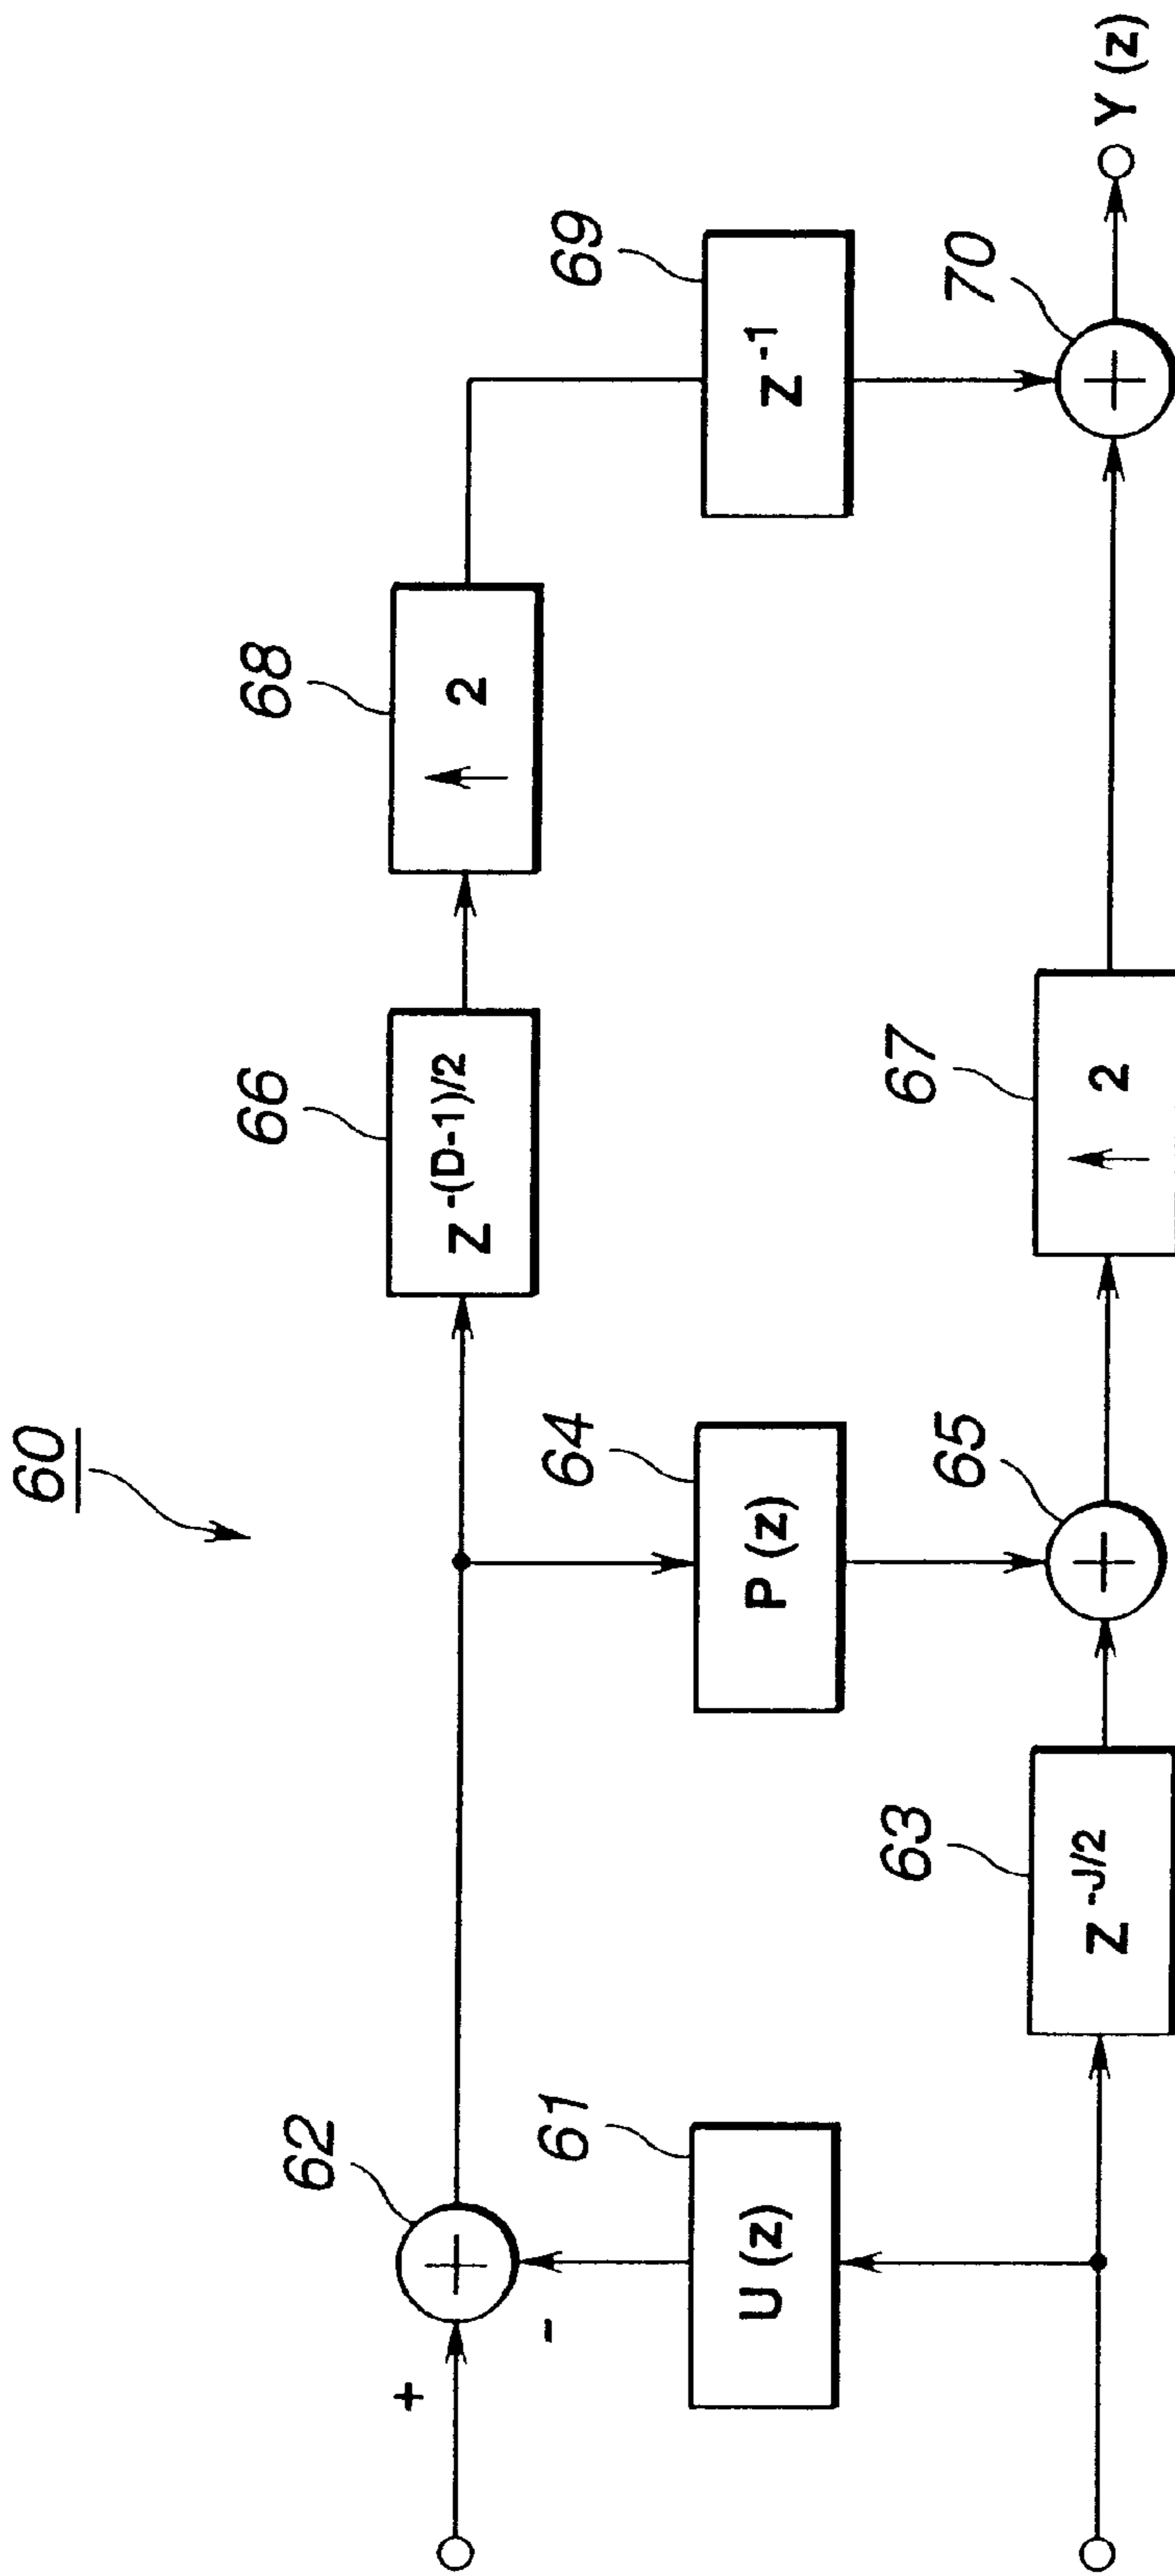 60
62
+
-
61
U (z)
63
Z -J/2
64
P (z)
65
66
Z -(D-1)/2
67
↑ 2
68
↑ 2
69
Z -1
70
Y (z)